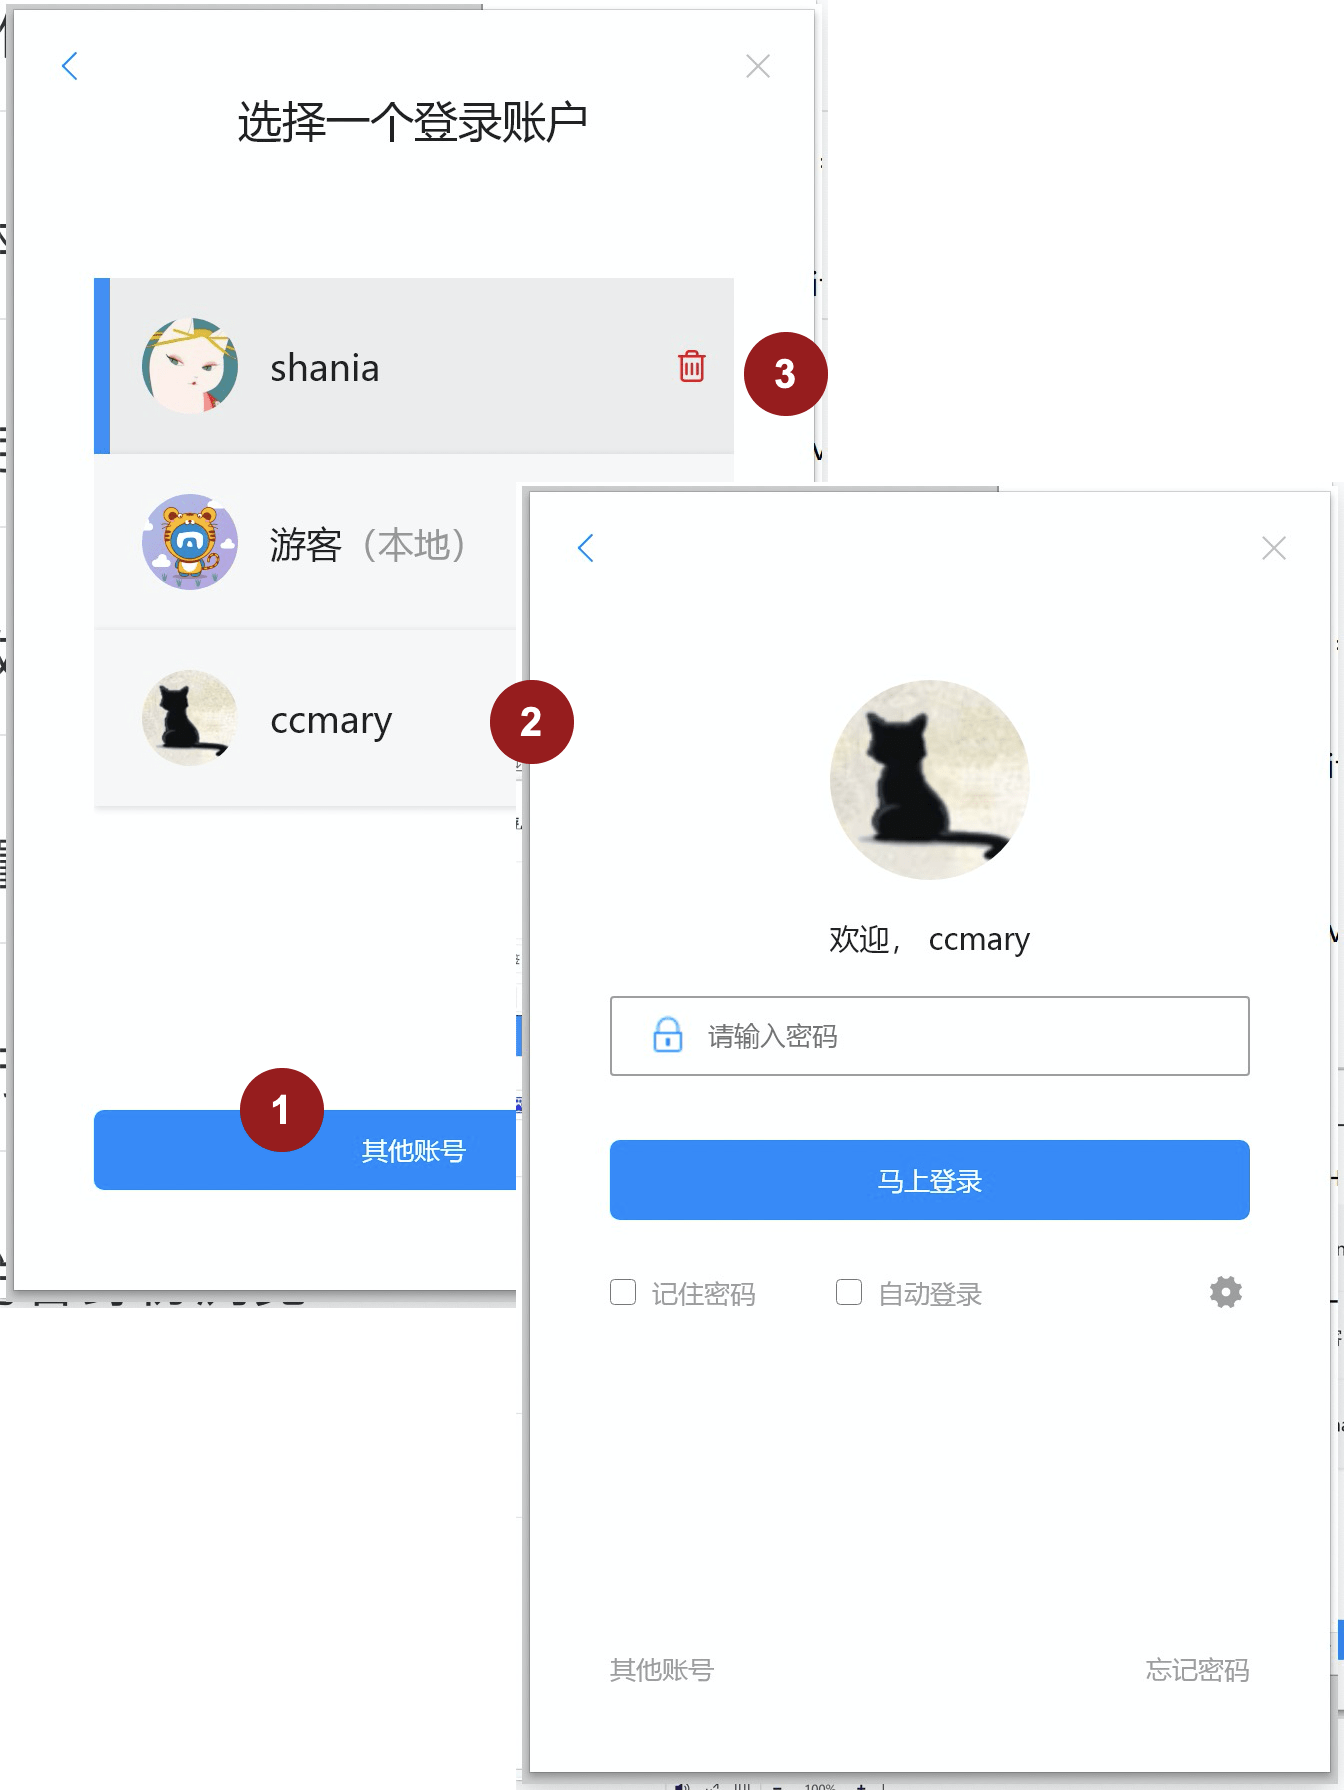 选择一个登录账户
shania
3
游客（本地）
ccmary
2
1
其他账号
欢迎， ccmary
请输入密码
马上登录
记住密码
自动登录
其他账号
忘记密码
100%